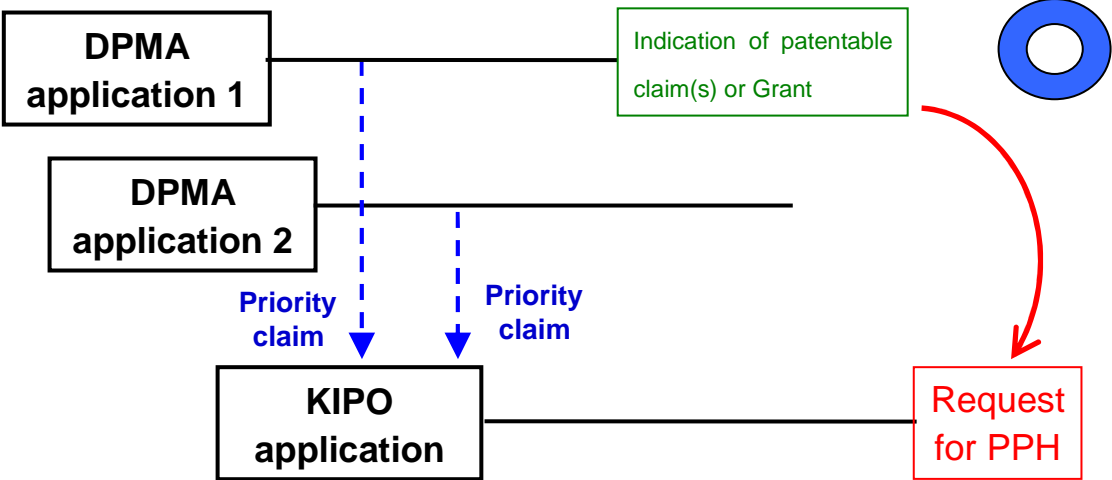 DPMA
application 1
Indication of patentable
claim(s) or Grant
DPMA
application 2
Priority
claim
Priority
claim
KIPO
application
Request
for PPH